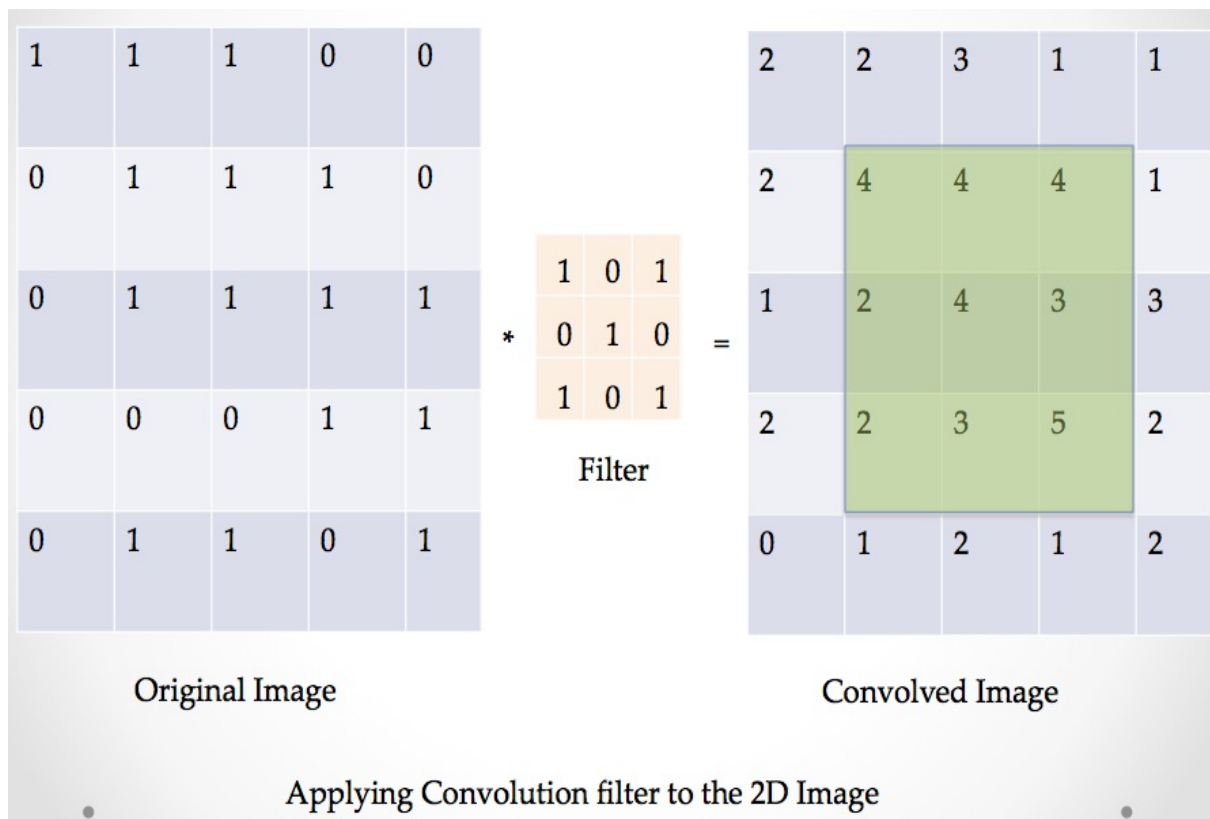 1 1 1 0 0
0 1 1 1 0
0 1 1 1 1
0 0 0 1 1
0 1 1 0 1
Original Image
*
1 0 1
0 1 0
1 0 1
Filter
=
2 2 3 1 1
2 4 4 4 1
1 2 4 3 3
2 2 3 5 2
0 1 2 1 2
Convolved Image
Applying Convolution filter to the 2D Image